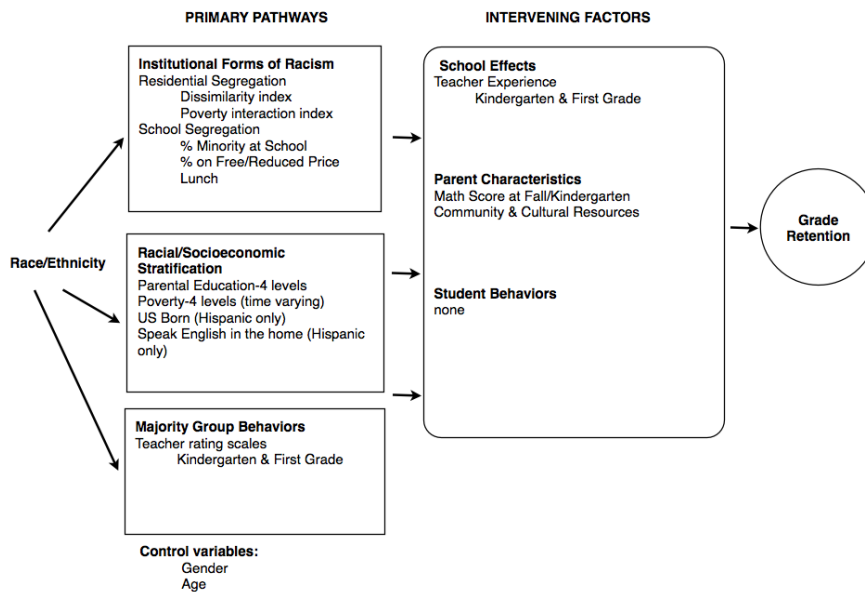 PRIMARY PATHWAYS
INTERVENING FACTORS
Institutional Forms of Racism
Residential Segregation
Dissimilarity index
Poverty interaction index
School Segregation
% Minority at School
% on Free/Reduced Price
Lunch
Race/Ethnicity
Racial/Socioeconomic
Stratification
Parental Education-4 levels
Poverty-4 levels (time varying)
US Born (Hispanic only)
Speak English in the home (Hispanic
only)
Majority Group Behaviors
Teacher rating scales
Kindergarten & First Grade
Control variables:
Gender
Age
School Effects
Teacher Experience
Kindergarten & First Grade
Parent Characteristics
Math Score at Fall/Kindergarten
Community & Cultural Resources
Student Behaviors
none
Grade
Retention